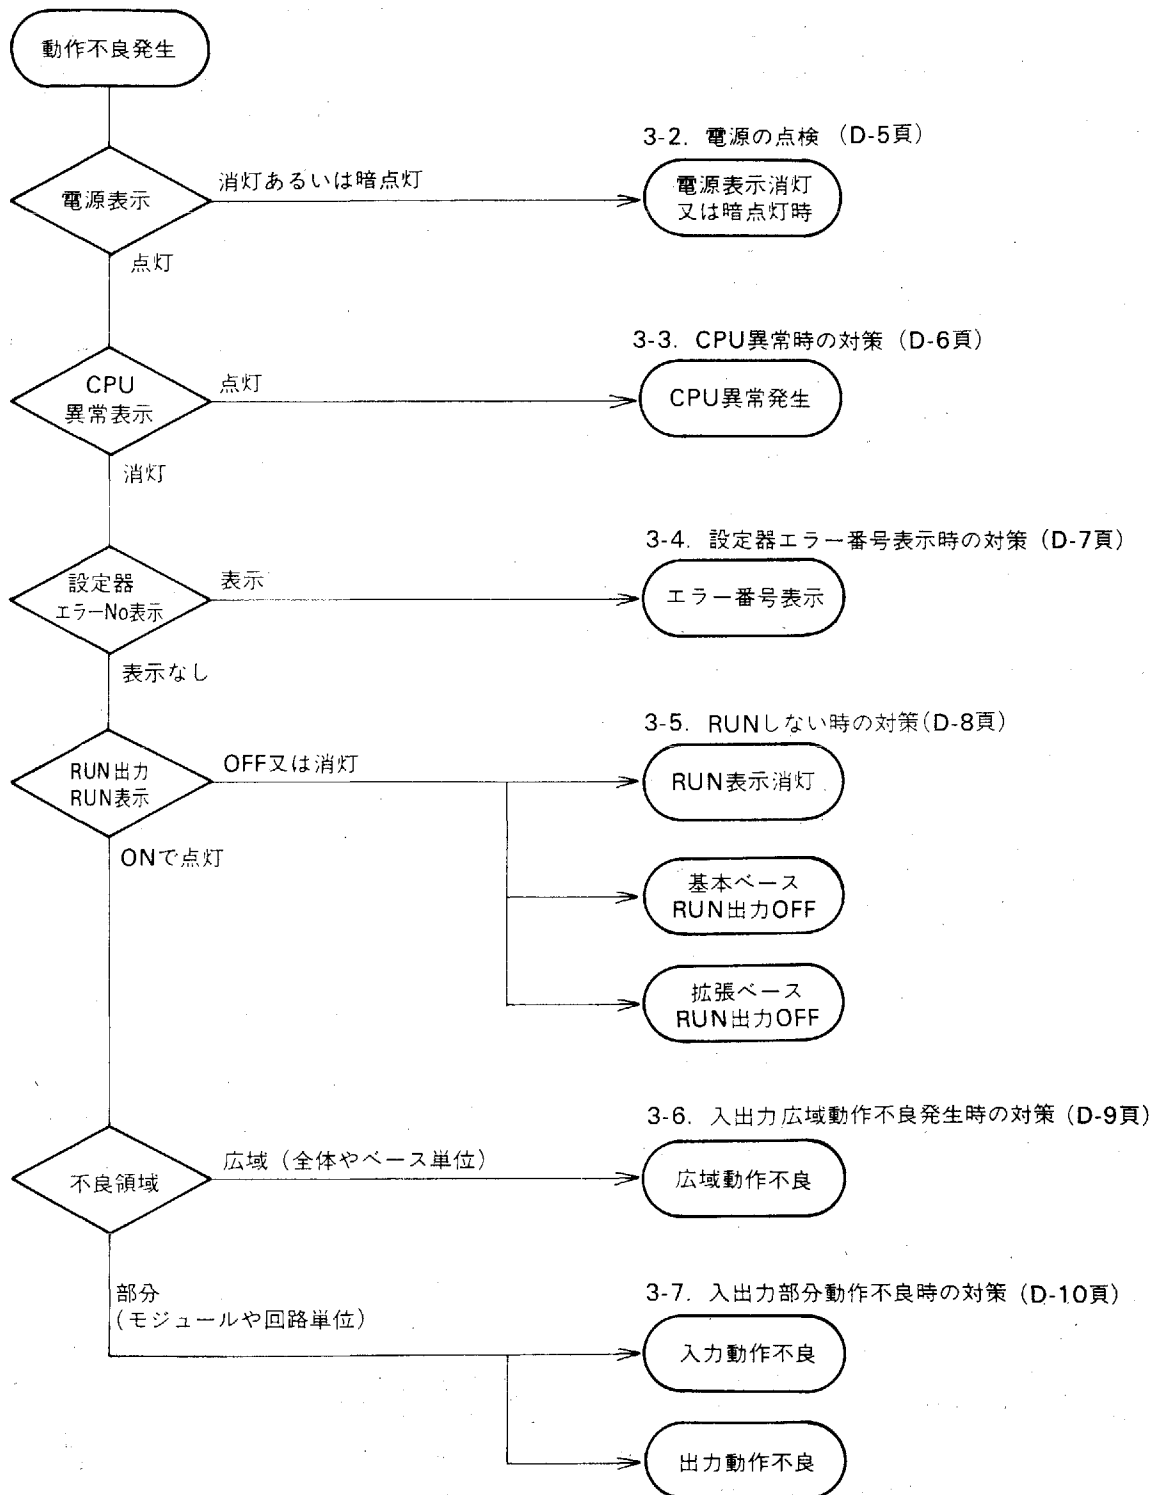 動作不良発生
3-2. 電源の点検 (D-5頁)
電源表示
消灯あるいは暗点灯
電源表示消灯
又は暗点灯時
点灯
3-3. CPU異常時の対策 (D-6頁)
CPU
異常表示
点灯
CPU異常発生
消灯
3-4. 設定器エラー番号表示時の対策 (D-7頁)
設定器
エラーNo表示
表示
エラー番号表示
表示なし
3-5. RUNしない時の対策(D-8頁)
RUN出力
RUN表示
OFF又は消灯
RUN表示消灯
ONで点灯
基本ベース
RUN出力OFF
拡張ベース
RUN出力OFF
3-6. 入出力広域動作不良発生時の対策 (D-9頁)
不良領域
広域 (全体やベース単位)
広域動作不良
部分
(モジュールや回路単位)
3-7. 入出力部分動作不良時の対策 (D-10頁)
入力動作不良
出力動作不良